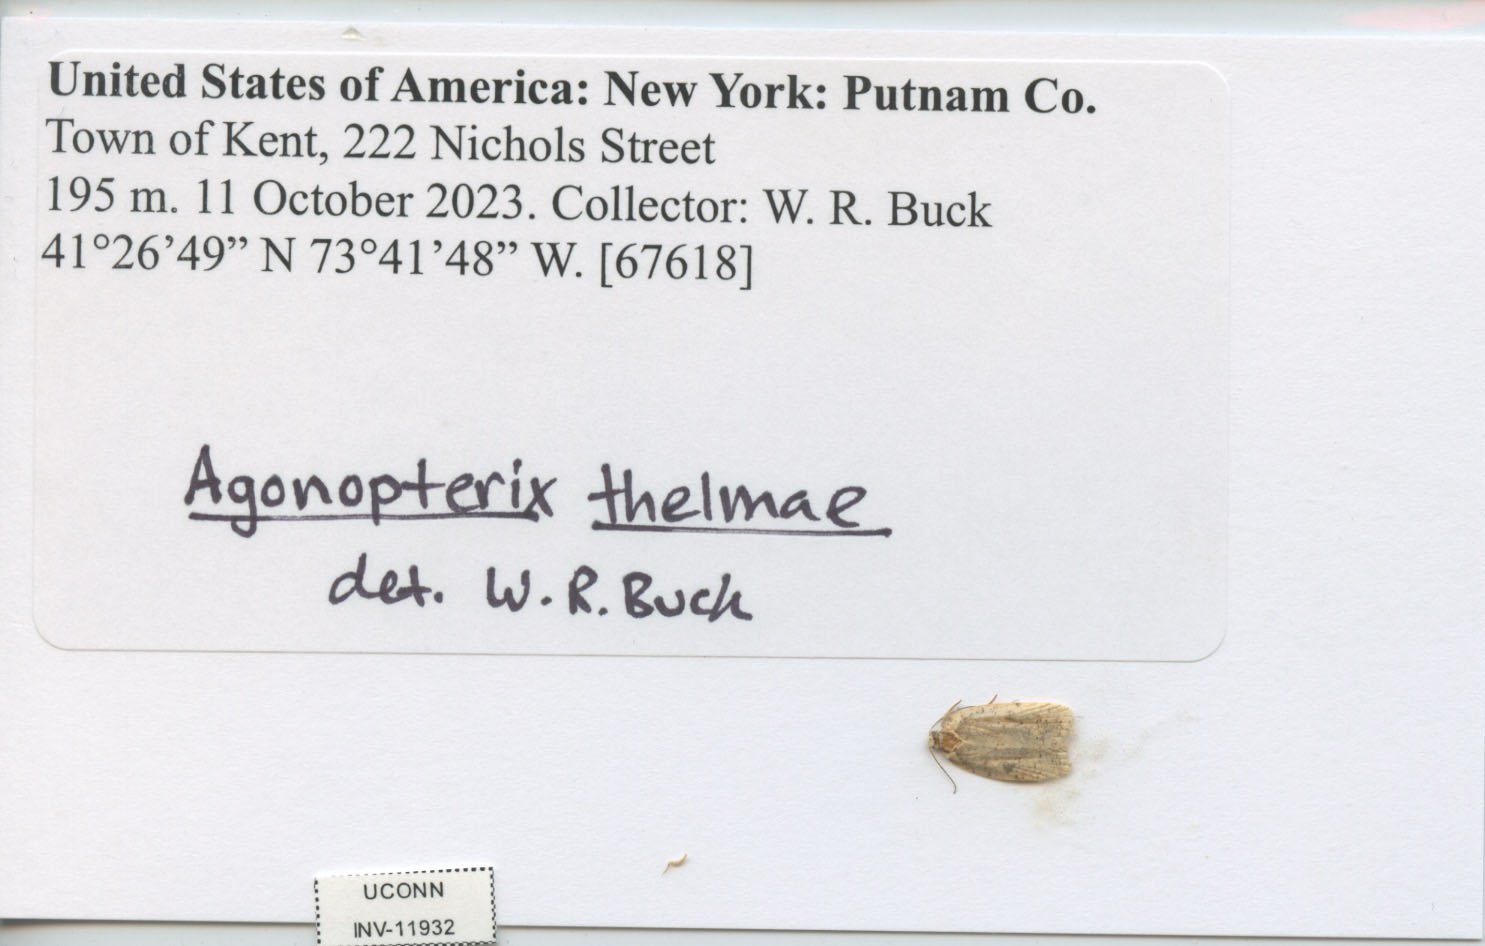 United States of America: New York: Putnam Co.
Town of Kent, 222 Nichols Street
195 m. 11 October 2023. Collector: W. R. Buck
41°26’49” N 73°41’48” W. [67618]
Agonopterix thelmae
det. W. R. Buck
UCONN
INV-11932